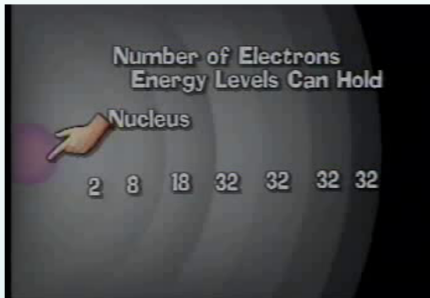 Number of Electrons
Energy Levels Can Hold
Nucleus
2 8 18 32 32 32 32